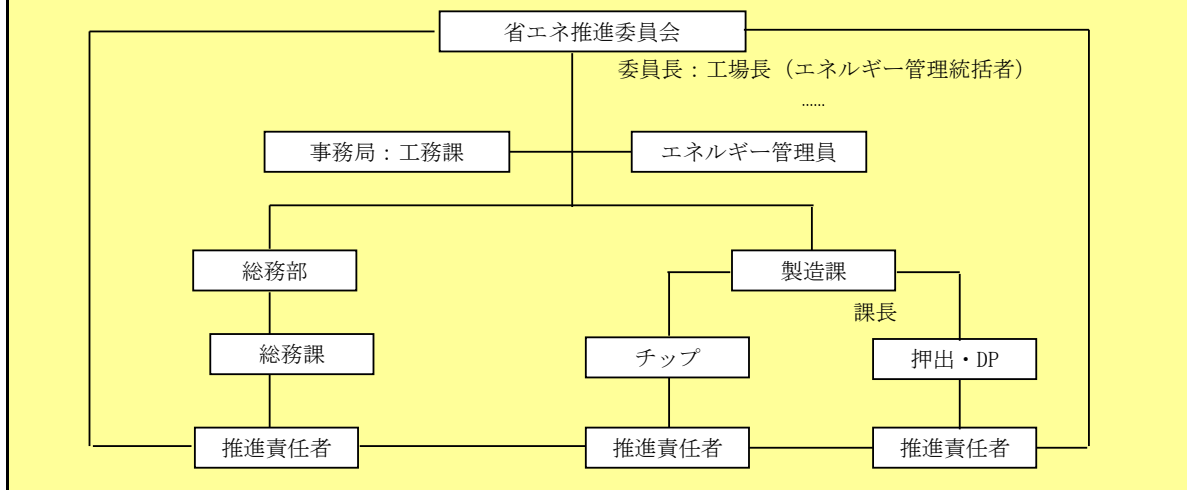 省エネ推進委員会
委員長：工場長（エネルギー管理統括者）
……
事務局：工務課
エネルギー管理員
総務部
製造課
課長
総務課
チップ
押出・DP
推進責任者
推進責任者
推進責任者